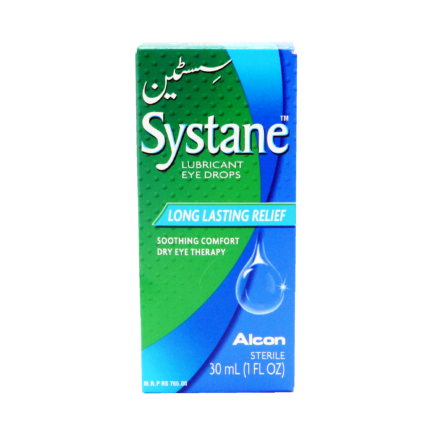 سسٹین
Systane™
LUBRICANT
EYE DROPS
LONG LASTING RELIEF
SOOTHING COMFORT
DRY EYE THERAPY
Alcon
STERILE
30 mL (1 FL OZ)